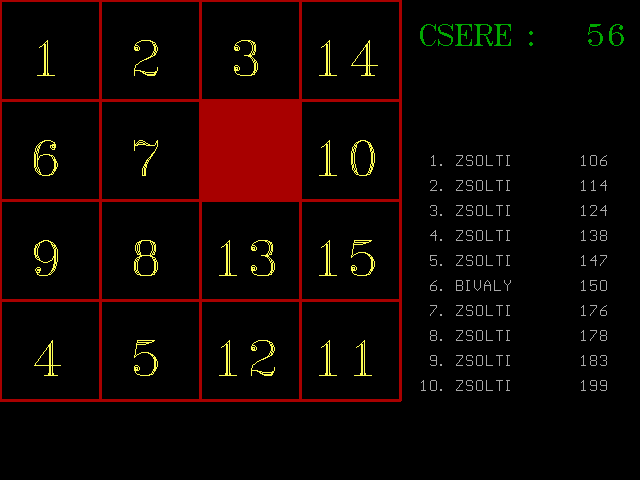 1 2 3 14
6 7 10
9 8 13 15
4 5 12 11
CSERE : 56
1. ZSOLTI 106
2. ZSOLTI 114
3. ZSOLTI 124
4. ZSOLTI 138
5. ZSOLTI 147
6. BIVALY 150
7. ZSOLTI 176
8. ZSOLTI 178
9. ZSOLTI 183
10. ZSOLTI 199